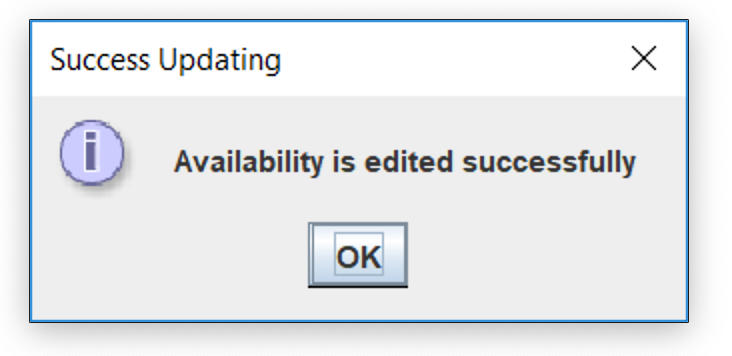 Success Updating
Availability is edited successfully
OK